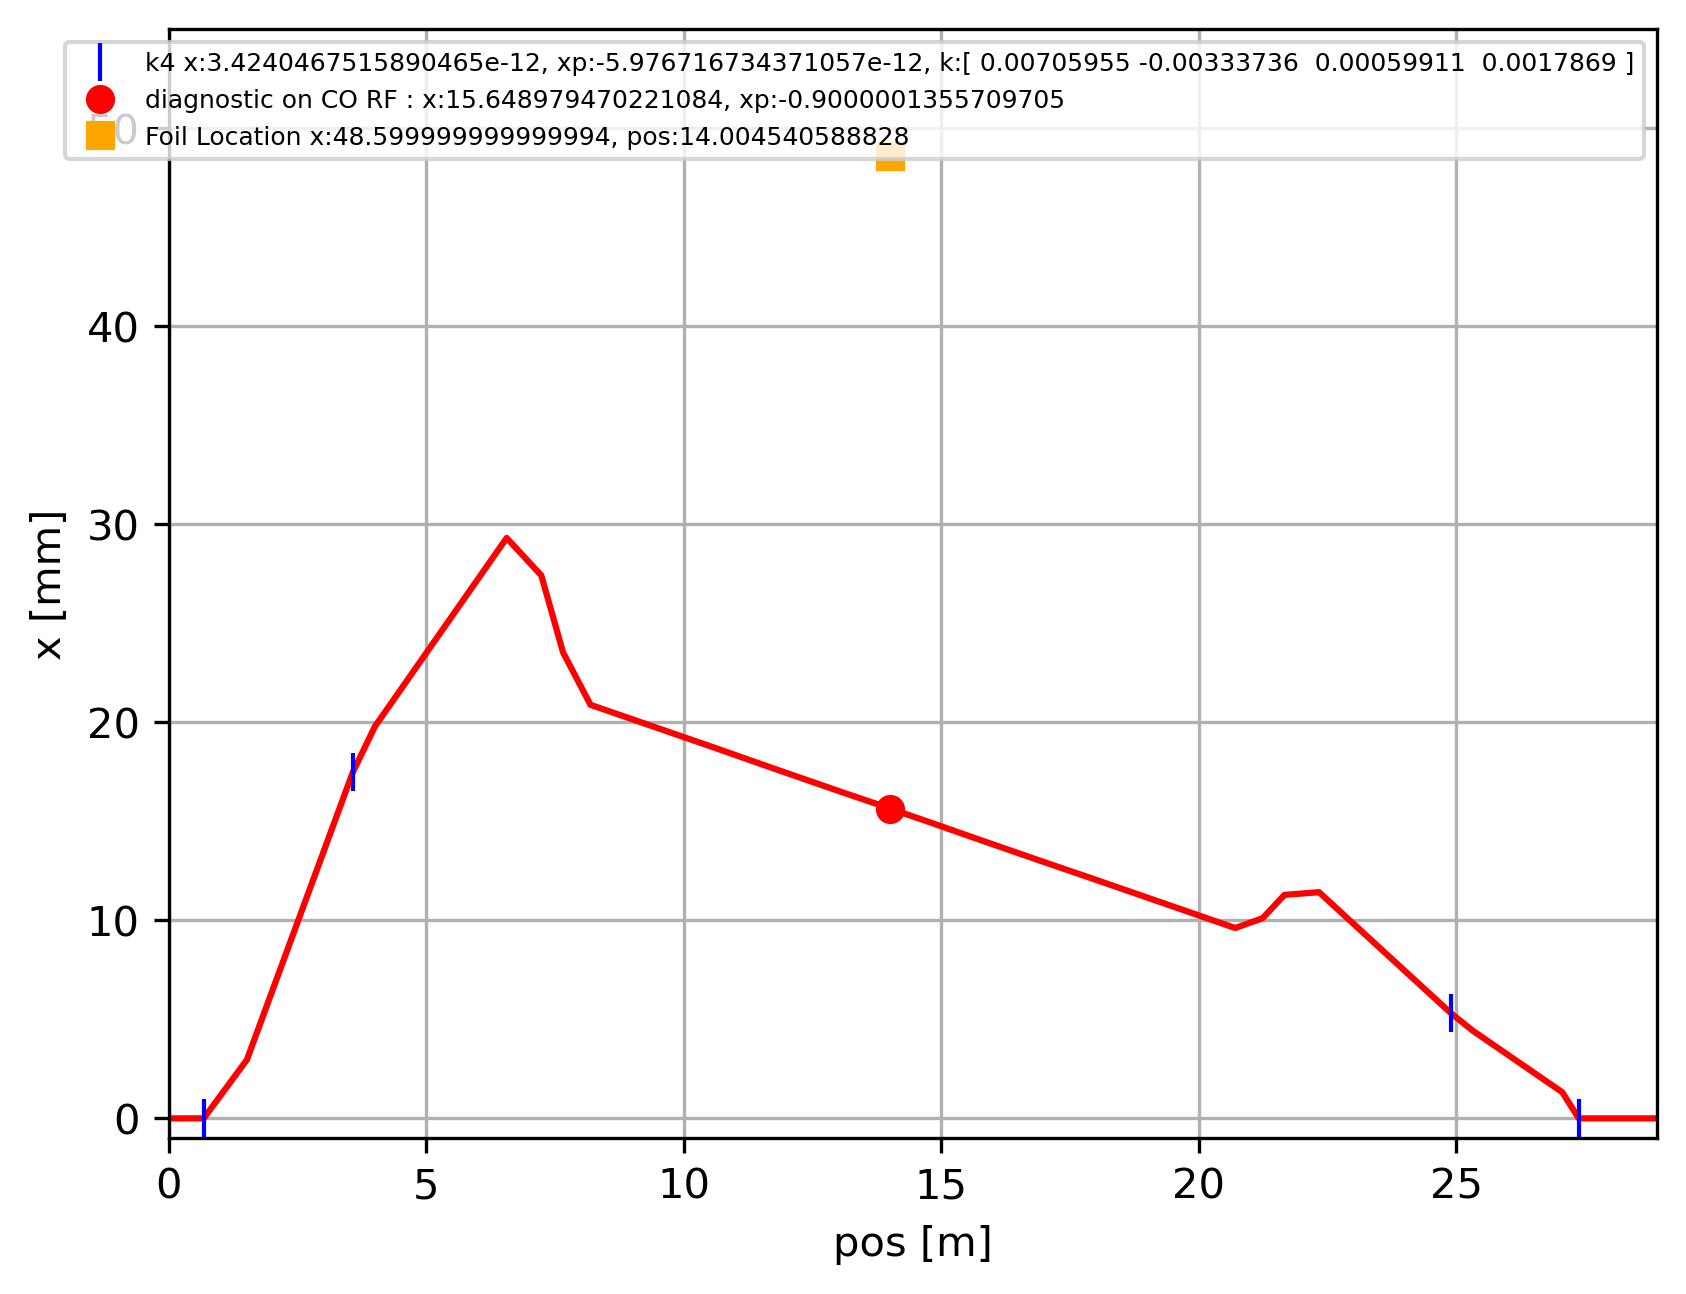 k4 x:3.4240467515890465e-12, xp:-5.976716734371057e-12, k:[ 0.00705955 -0.00333736  0.00059911  0.0017869 ]
diagnostic on CO RF : x:15.648979470221084, xp:-0.9000001355709705
Foil Location x:48.599999999999994, pos:14.004540588828
50
40
30
20
10
0
x [mm]
0 5 10 15 20 25
pos [m]